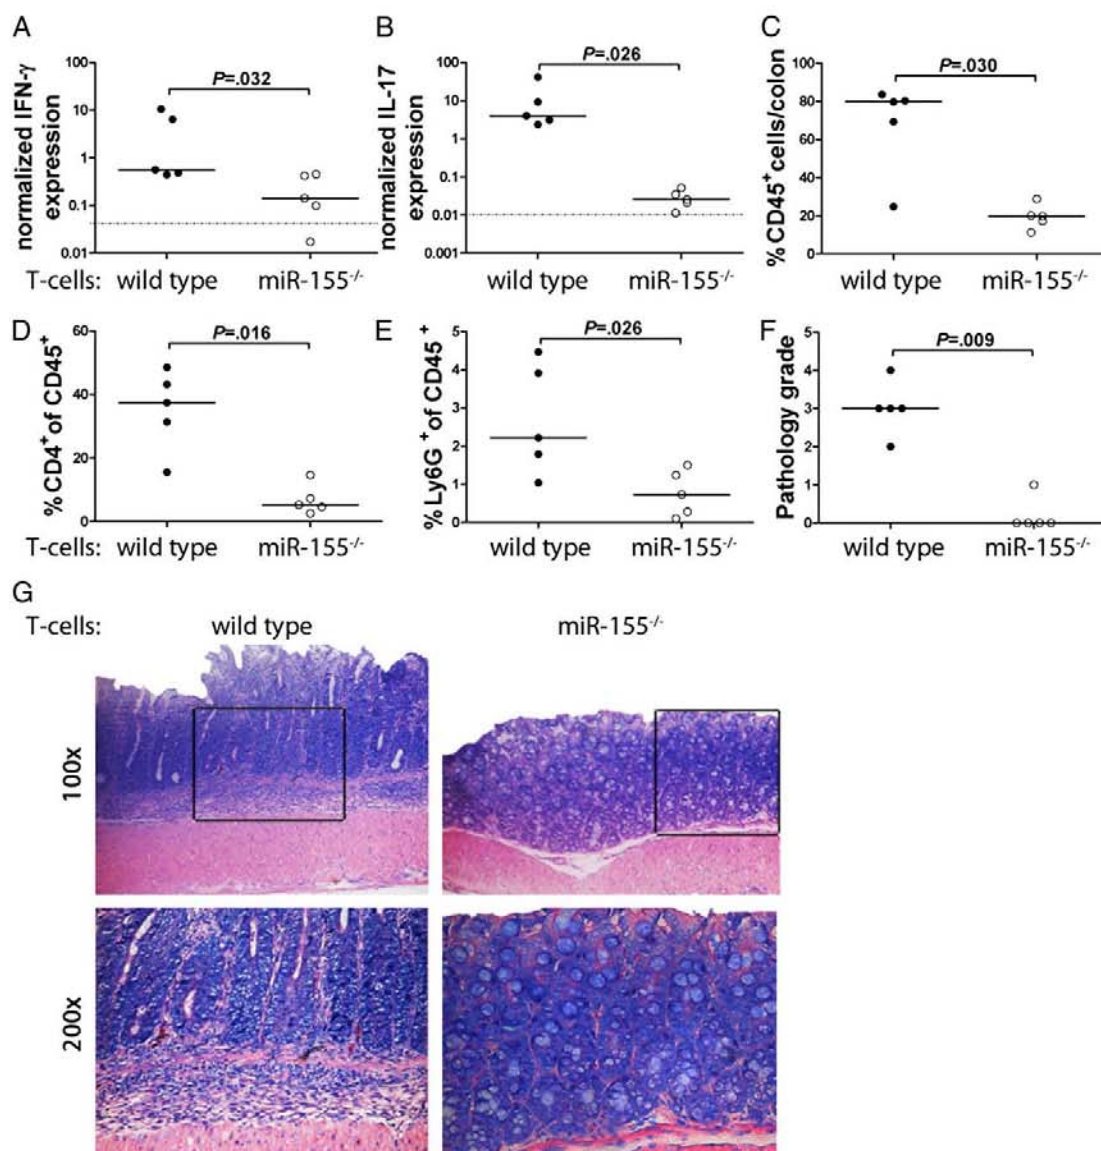 A
B
C
normalized IFN-γ
expression
100
10
1
0.1
0.01
P=.032
normalized IL-17
expression
100
10
1
0.1
0.01
0.001
P=.026
% CD45⁺ cells/colon
100
80
60
40
20
0
P=.030
T-cells: wild type miR-155⁻/⁻ wild type miR-155⁻/⁻ wild type miR-155⁻/⁻
D
E
F
% CD4⁺ of CD45⁺
60
40
20
0
P=.016
% Ly6G⁺ of CD45⁺
5
4
3
2
1
0
P=.026
Pathology grade
5
4
3
2
1
0
P=.009
T-cells: wild type miR-155⁻/⁻ wild type miR-155⁻/⁻ wild type miR-155⁻/⁻
G
T-cells: wild type miR-155⁻/⁻
100x
200x